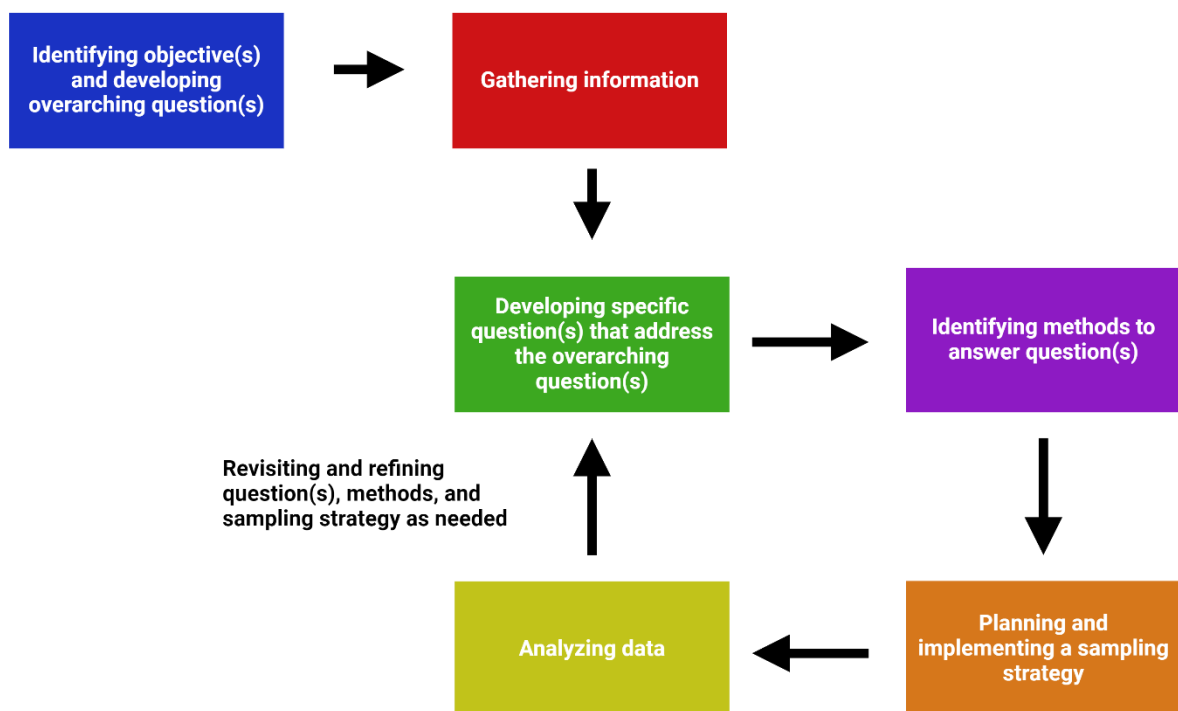 Identifying objective(s)
and developing
overarching question(s)
Gathering information
Developing specific
question(s) that address
the overarching
question(s)
Identifying methods to
answer question(s)
Revisiting and refining
question(s), methods, and
sampling strategy as needed
Analyzing data
Planning and
implementing a sampling
strategy